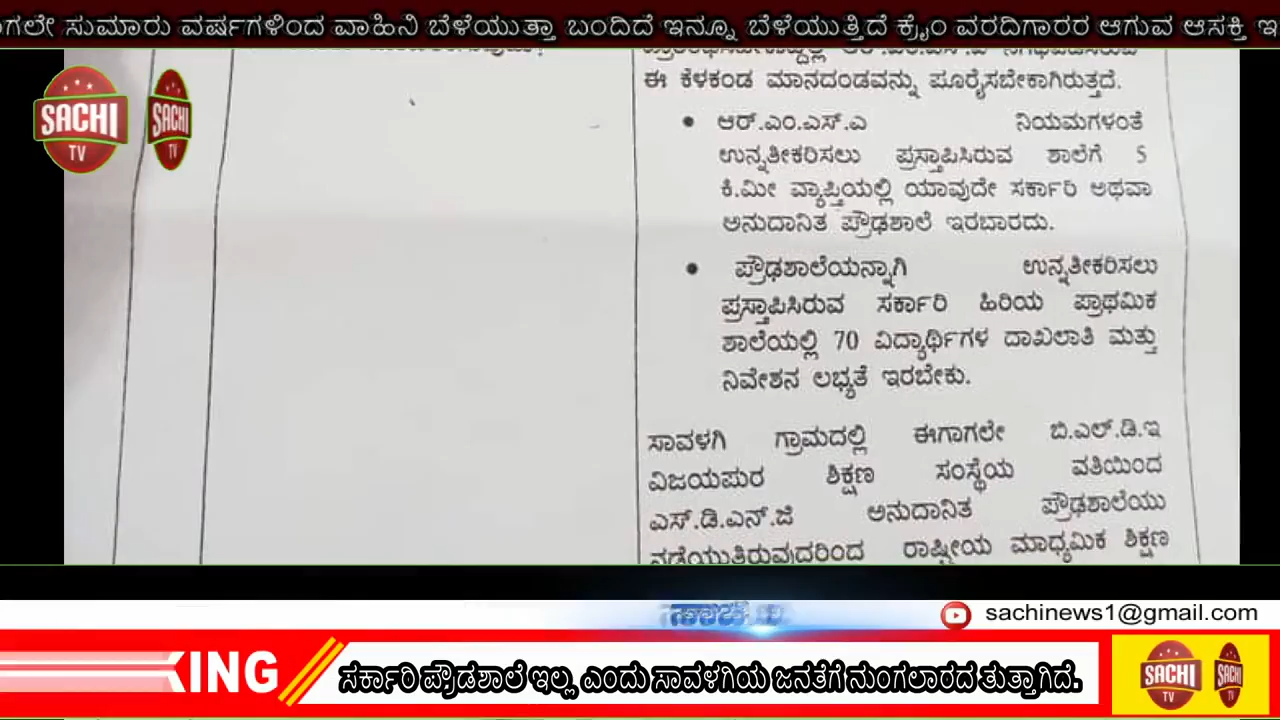 ಸುಮಾರು ವರ್ಷಗಳಿಂದ ವಾಹಿನಿ ಬೆಳೆಯುತ್ತಾ ಬಂದಿದೆ ಇನ್ನೂ ಬೆಳೆಯುತ್ತಿದೆ ಕ್ರೈಂ ವರದಿಗಾರರ ಆಗುವ ಆಸಕ್ತಿ
SACHI TV
SACHI TV
ಈ ಕೆಳಕಂಡ ಮಾನದಂಡವನ್ನು ಪೂರೈಸಬೇಕಾಗಿರುತ್ತದೆ.
• ಆರ್.ಎಂ.ಎಸ್.ಎ ನಿಯಮಗಳಂತೆ
ಉನ್ನತೀಕರಿಸಲು ಪ್ರಸ್ತಾಪಿಸಿರುವ ಶಾಲೆಗೆ 5
ಕಿ.ಮೀ ವ್ಯಾಪ್ತಿಯಲ್ಲಿ ಯಾವುದೇ ಸರ್ಕಾರಿ ಅಥವಾ
ಅನುದಾನಿತ ಪ್ರೌಢಶಾಲೆ ಇರಬಾರದು.
• ಪ್ರೌಢಶಾಲೆಯನ್ನಾಗಿ ಉನ್ನತೀಕರಿಸಲು
ಪ್ರಸ್ತಾಪಿಸಿರುವ ಸರ್ಕಾರಿ ಹಿರಿಯ ಪ್ರಾಥಮಿಕ
ಶಾಲೆಯಲ್ಲಿ 70 ವಿದ್ಯಾರ್ಥಿಗಳ ದಾಖಲಾತಿ ಮತ್ತು
ನಿವೇಶನ ಲಭ್ಯತೆ ಇರಬೇಕು.
ಸಾವಳಗಿ ಗ್ರಾಮದಲ್ಲಿ ಈಗಾಗಲೇ ಬಿ.ಎಲ್.ಡಿ.ಇ
ವಿಜಯಪುರ ಶಿಕ್ಷಣ ಸಂಸ್ಥೆಯ ವತಿಯಿಂದ
ಎಸ್.ಡಿ.ಎನ್.ಜಿ ಅನುದಾನಿತ ಪ್ರೌಢಶಾಲೆಯು
ನಡೆಯುತಿರುವುದರಿಂದ ರಾಷ್ಟ್ರೀಯ ಮಾಧ್ಯಮಿಕ ಶಿಕ್ಷಣ
sachinews1@gmail.com
KING
ಸರ್ಕಾರಿ ಪ್ರೌಡಶಾಲೆ ಇಲ್ಲ ಎಂದು ಸಾವಳಗಿಯ ಜನತೆಗೆ ನುಂಗಲಾರದ ತುತ್ತಾಗಿದೆ.
SACHI TV
SACHI TV